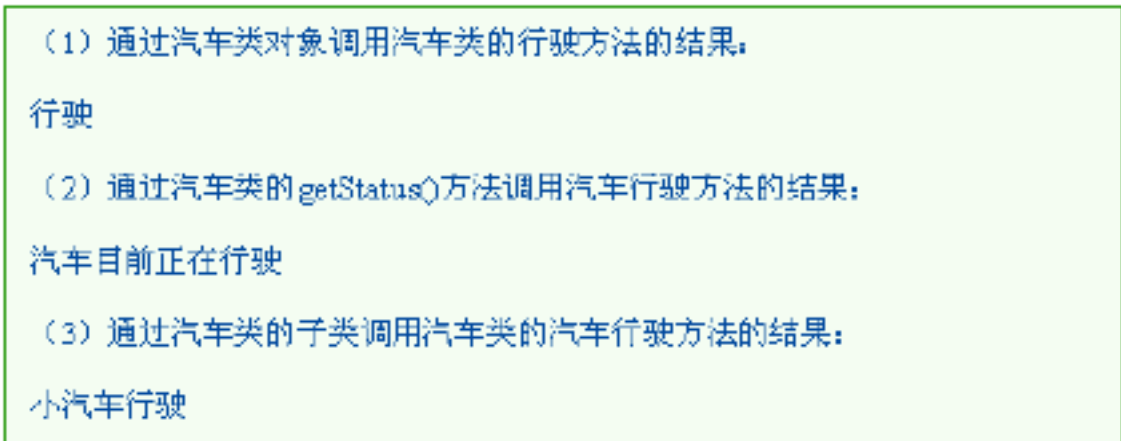 （1）通过汽车类对象调用汽车类的行驶方法的结果：
行驶
（2）通过汽车类的getStatus()方法调用汽车行驶方法的结果：
汽车目前正在行驶
（3）通过汽车类的子类调用汽车类的汽车行驶方法的结果：
小汽车行驶